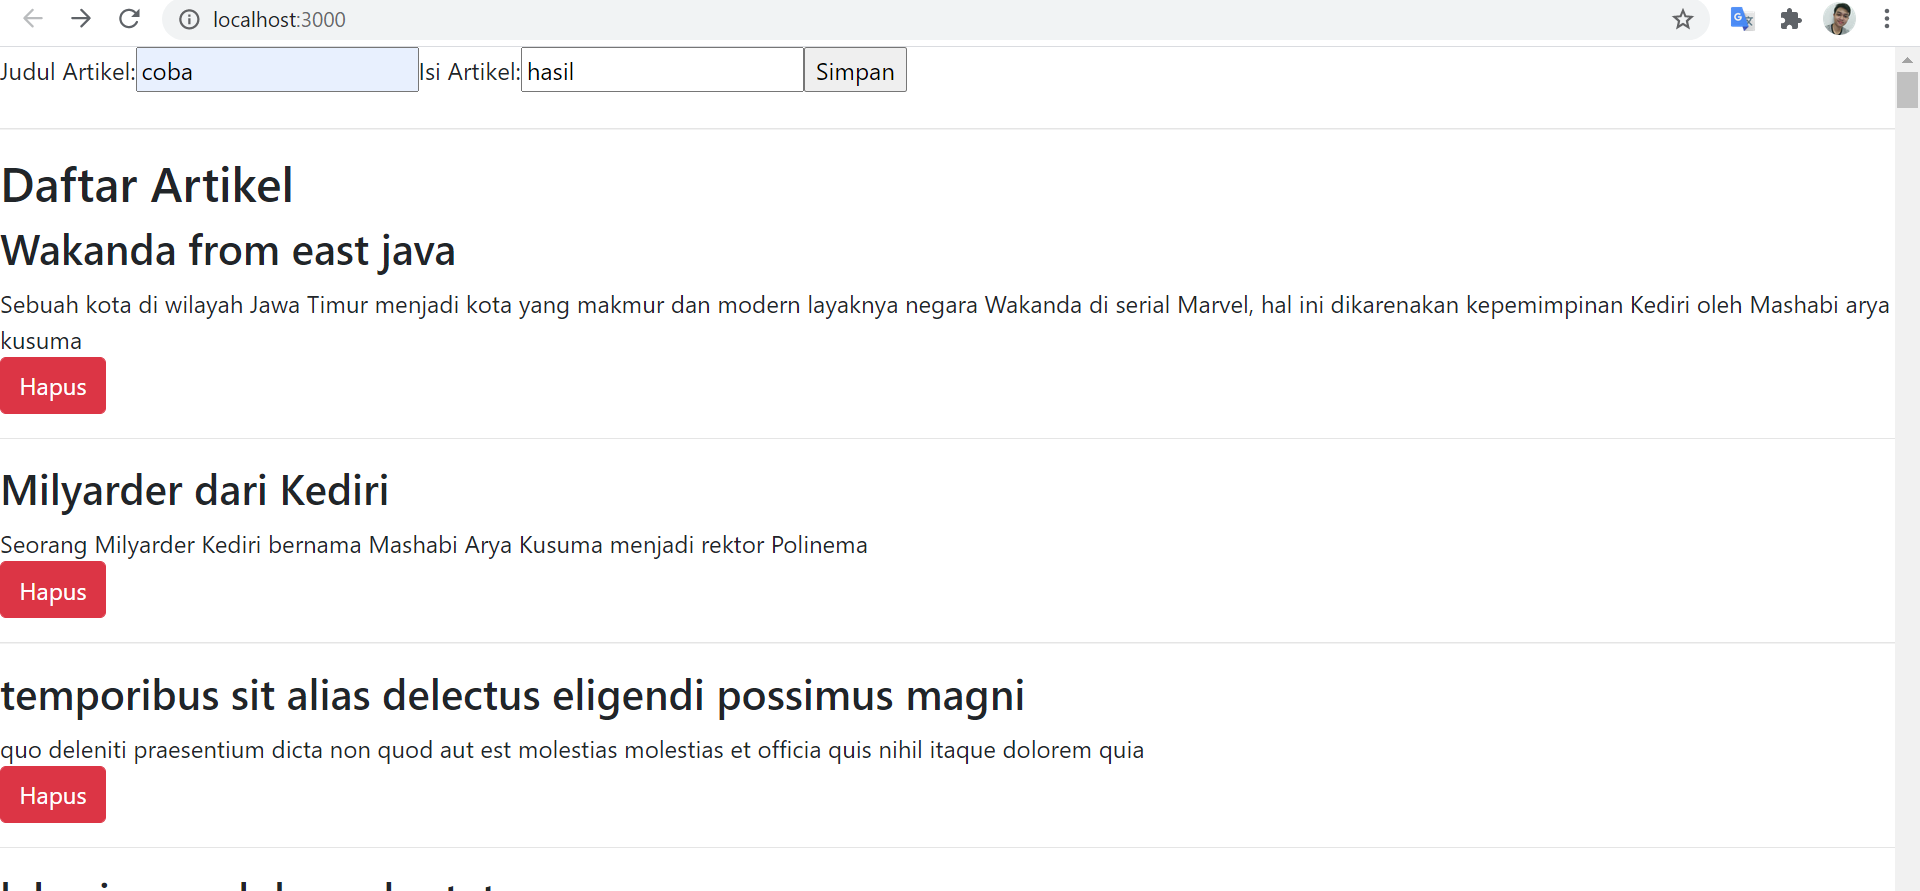 localhost:3000
Judul Artikel: coba Isi Artikel: hasil Simpan
Daftar Artikel
Wakanda from east java
Sebuah kota di wilayah Jawa Timur menjadi kota yang makmur dan modern layaknya negara Wakanda di serial Marvel, hal ini dikarenakan kepemimpinan Kediri oleh Mashabi arya
kusuma
Hapus
Milyarder dari Kediri
Seorang Milyarder Kediri bernama Mashabi Arya Kusuma menjadi rektor Polinema
Hapus
temporibus sit alias delectus eligendi possimus magni
quo deleniti praesentium dicta non quod aut est molestias molestias et officia quis nihil itaque dolorem quia
Hapus